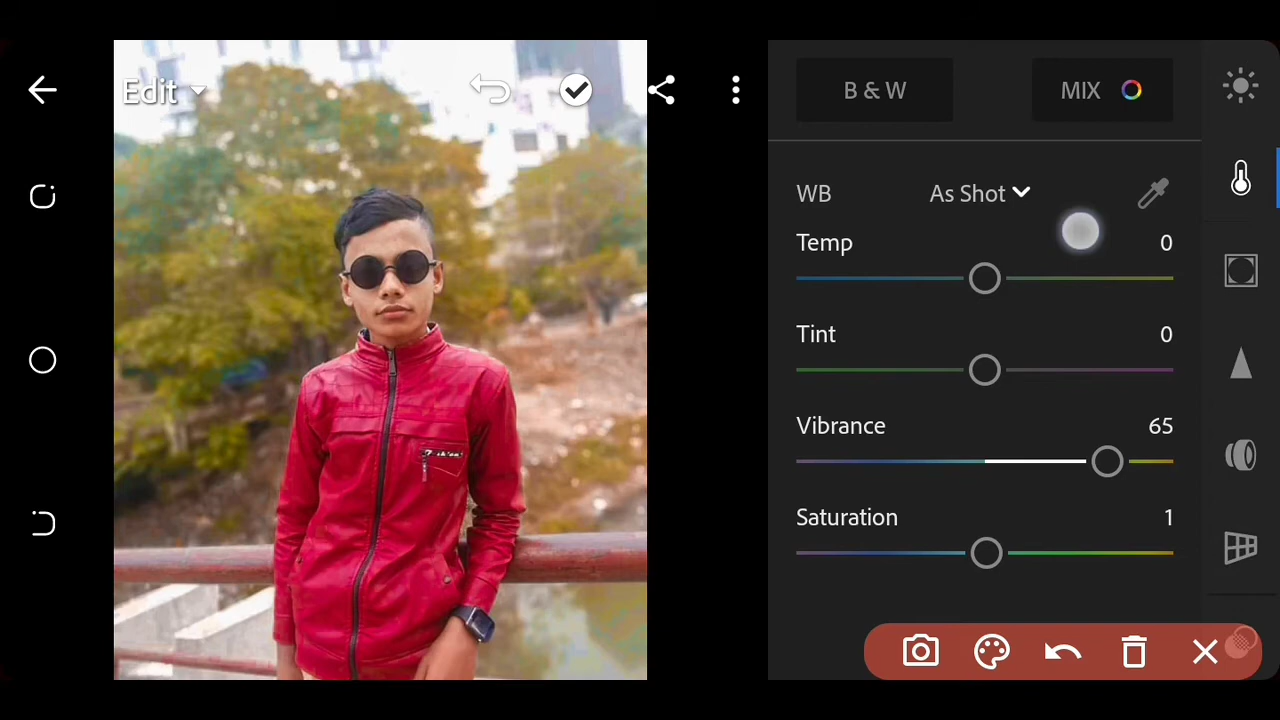 Edit
B & W
MIX
WB
As Shot
Temp
0
Tint
0
Vibrance
65
Saturation
1